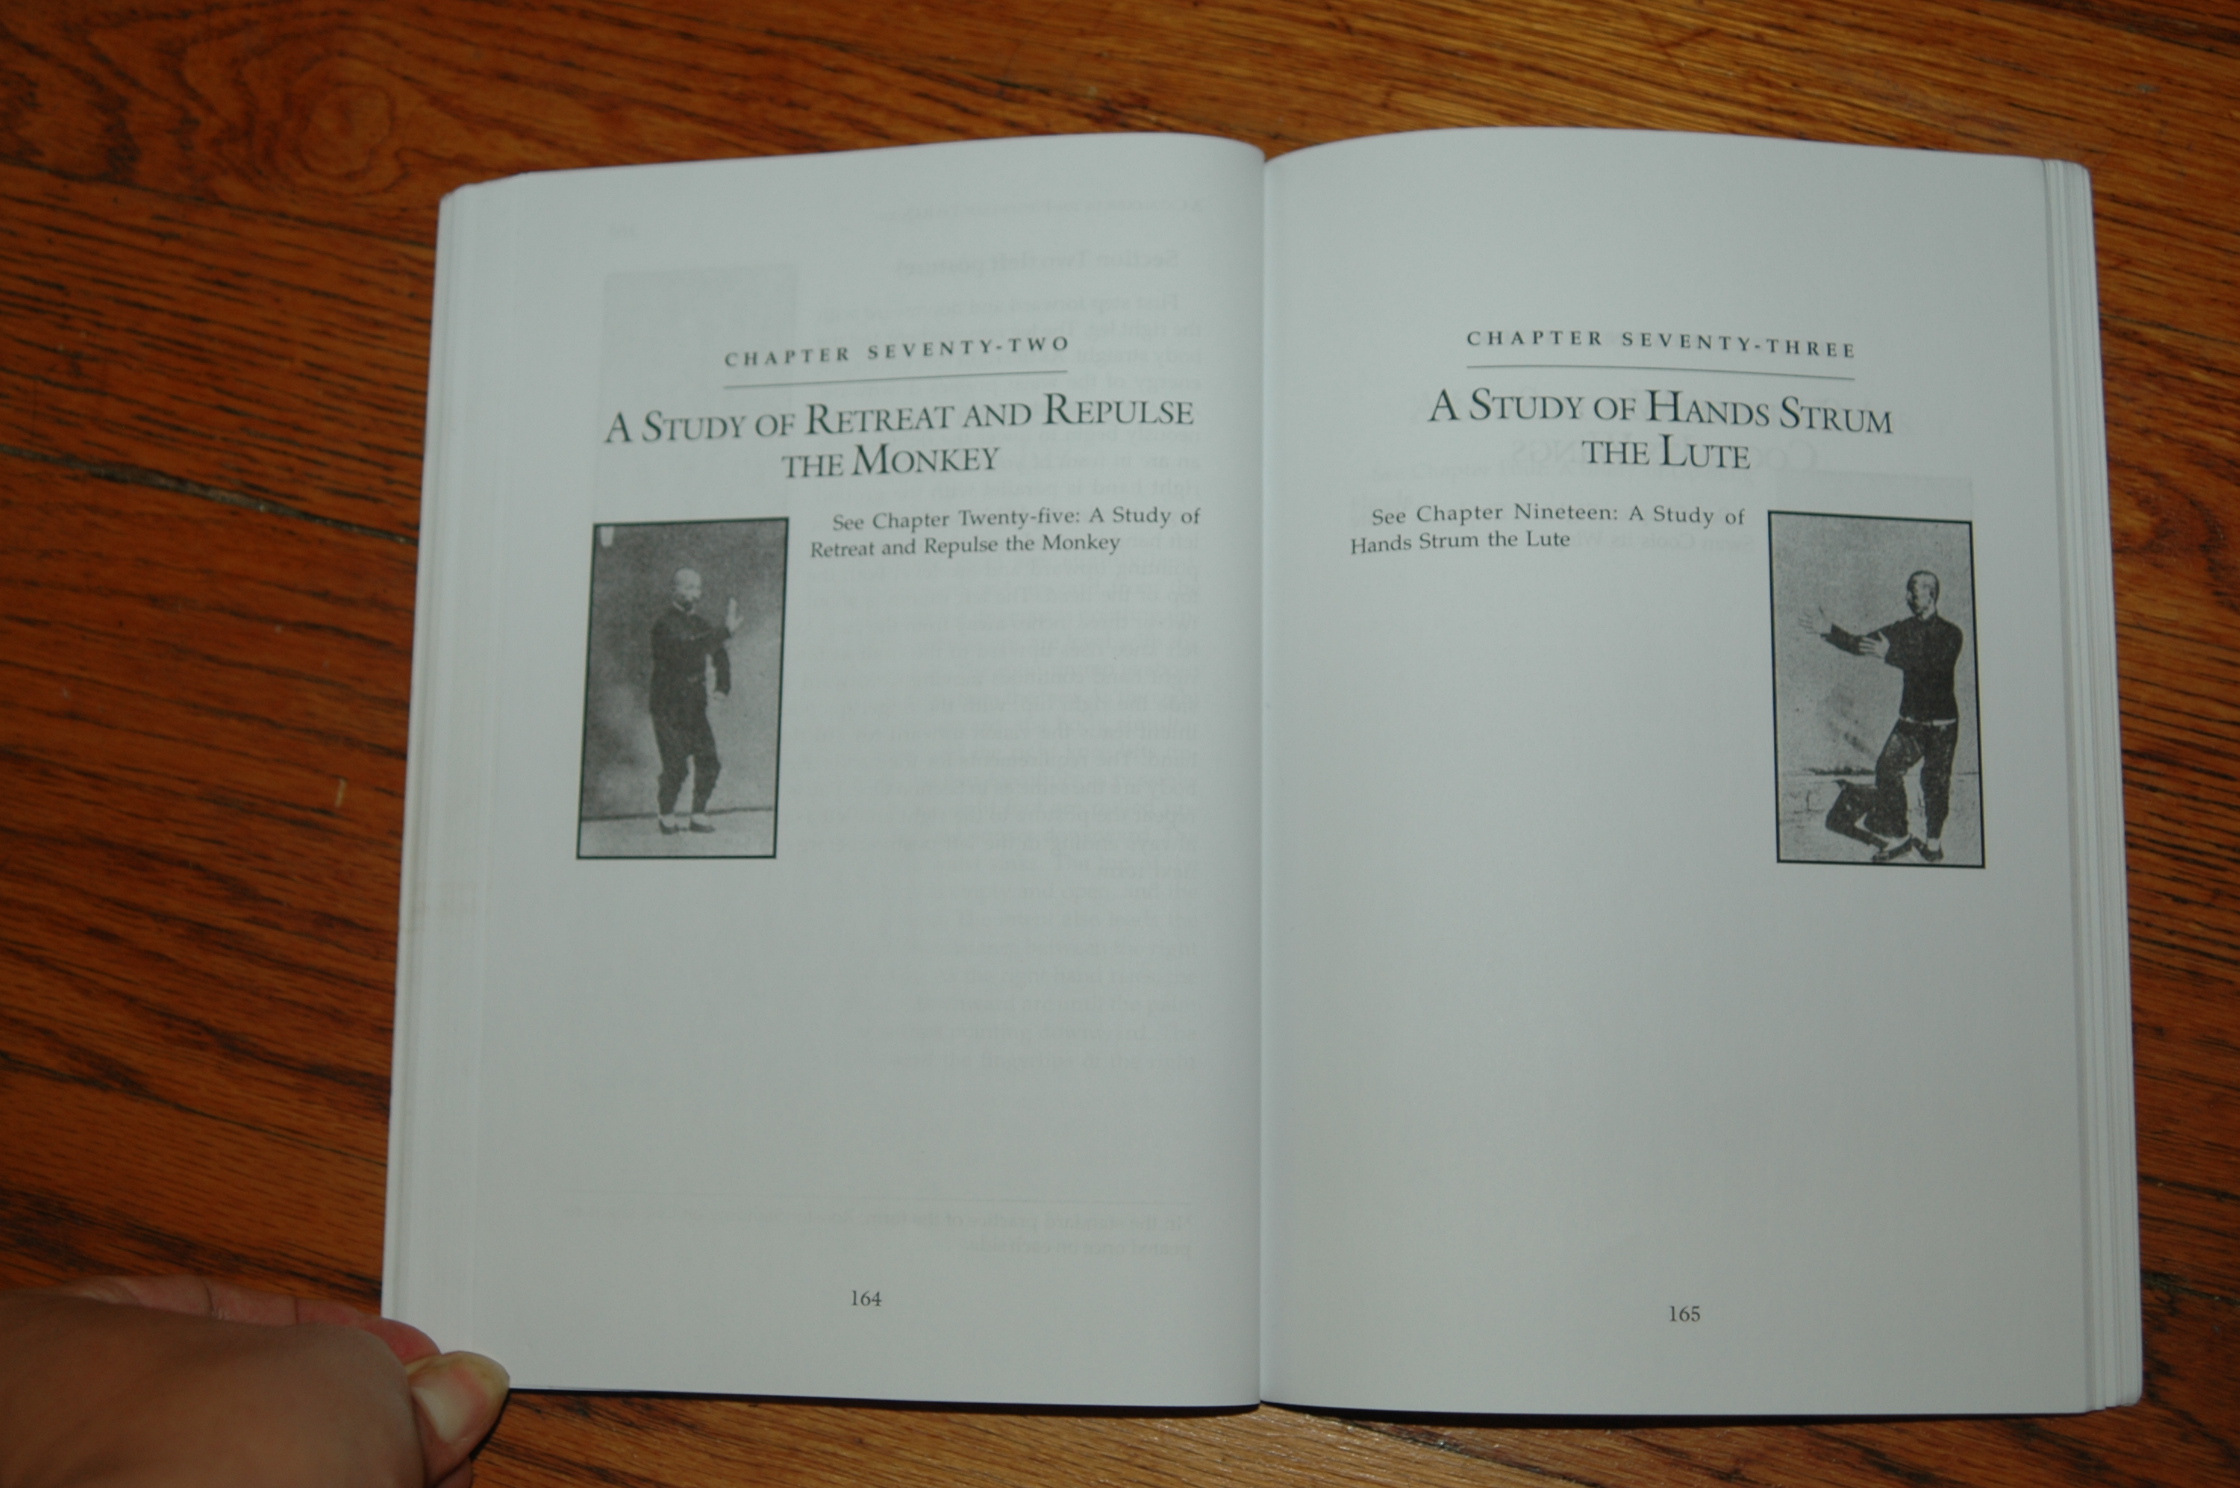 CHAPTER SEVENTY-TWO
A STUDY OF RETREAT AND REPULSE
THE MONKEY
See Chapter Twenty-five: A Study of
Retreat and Repulse the Monkey
164
CHAPTER SEVENTY-THREE
A STUDY OF HANDS STRUM
THE LUTE
See Chapter Nineteen: A Study of
Hands Strum the Lute
165